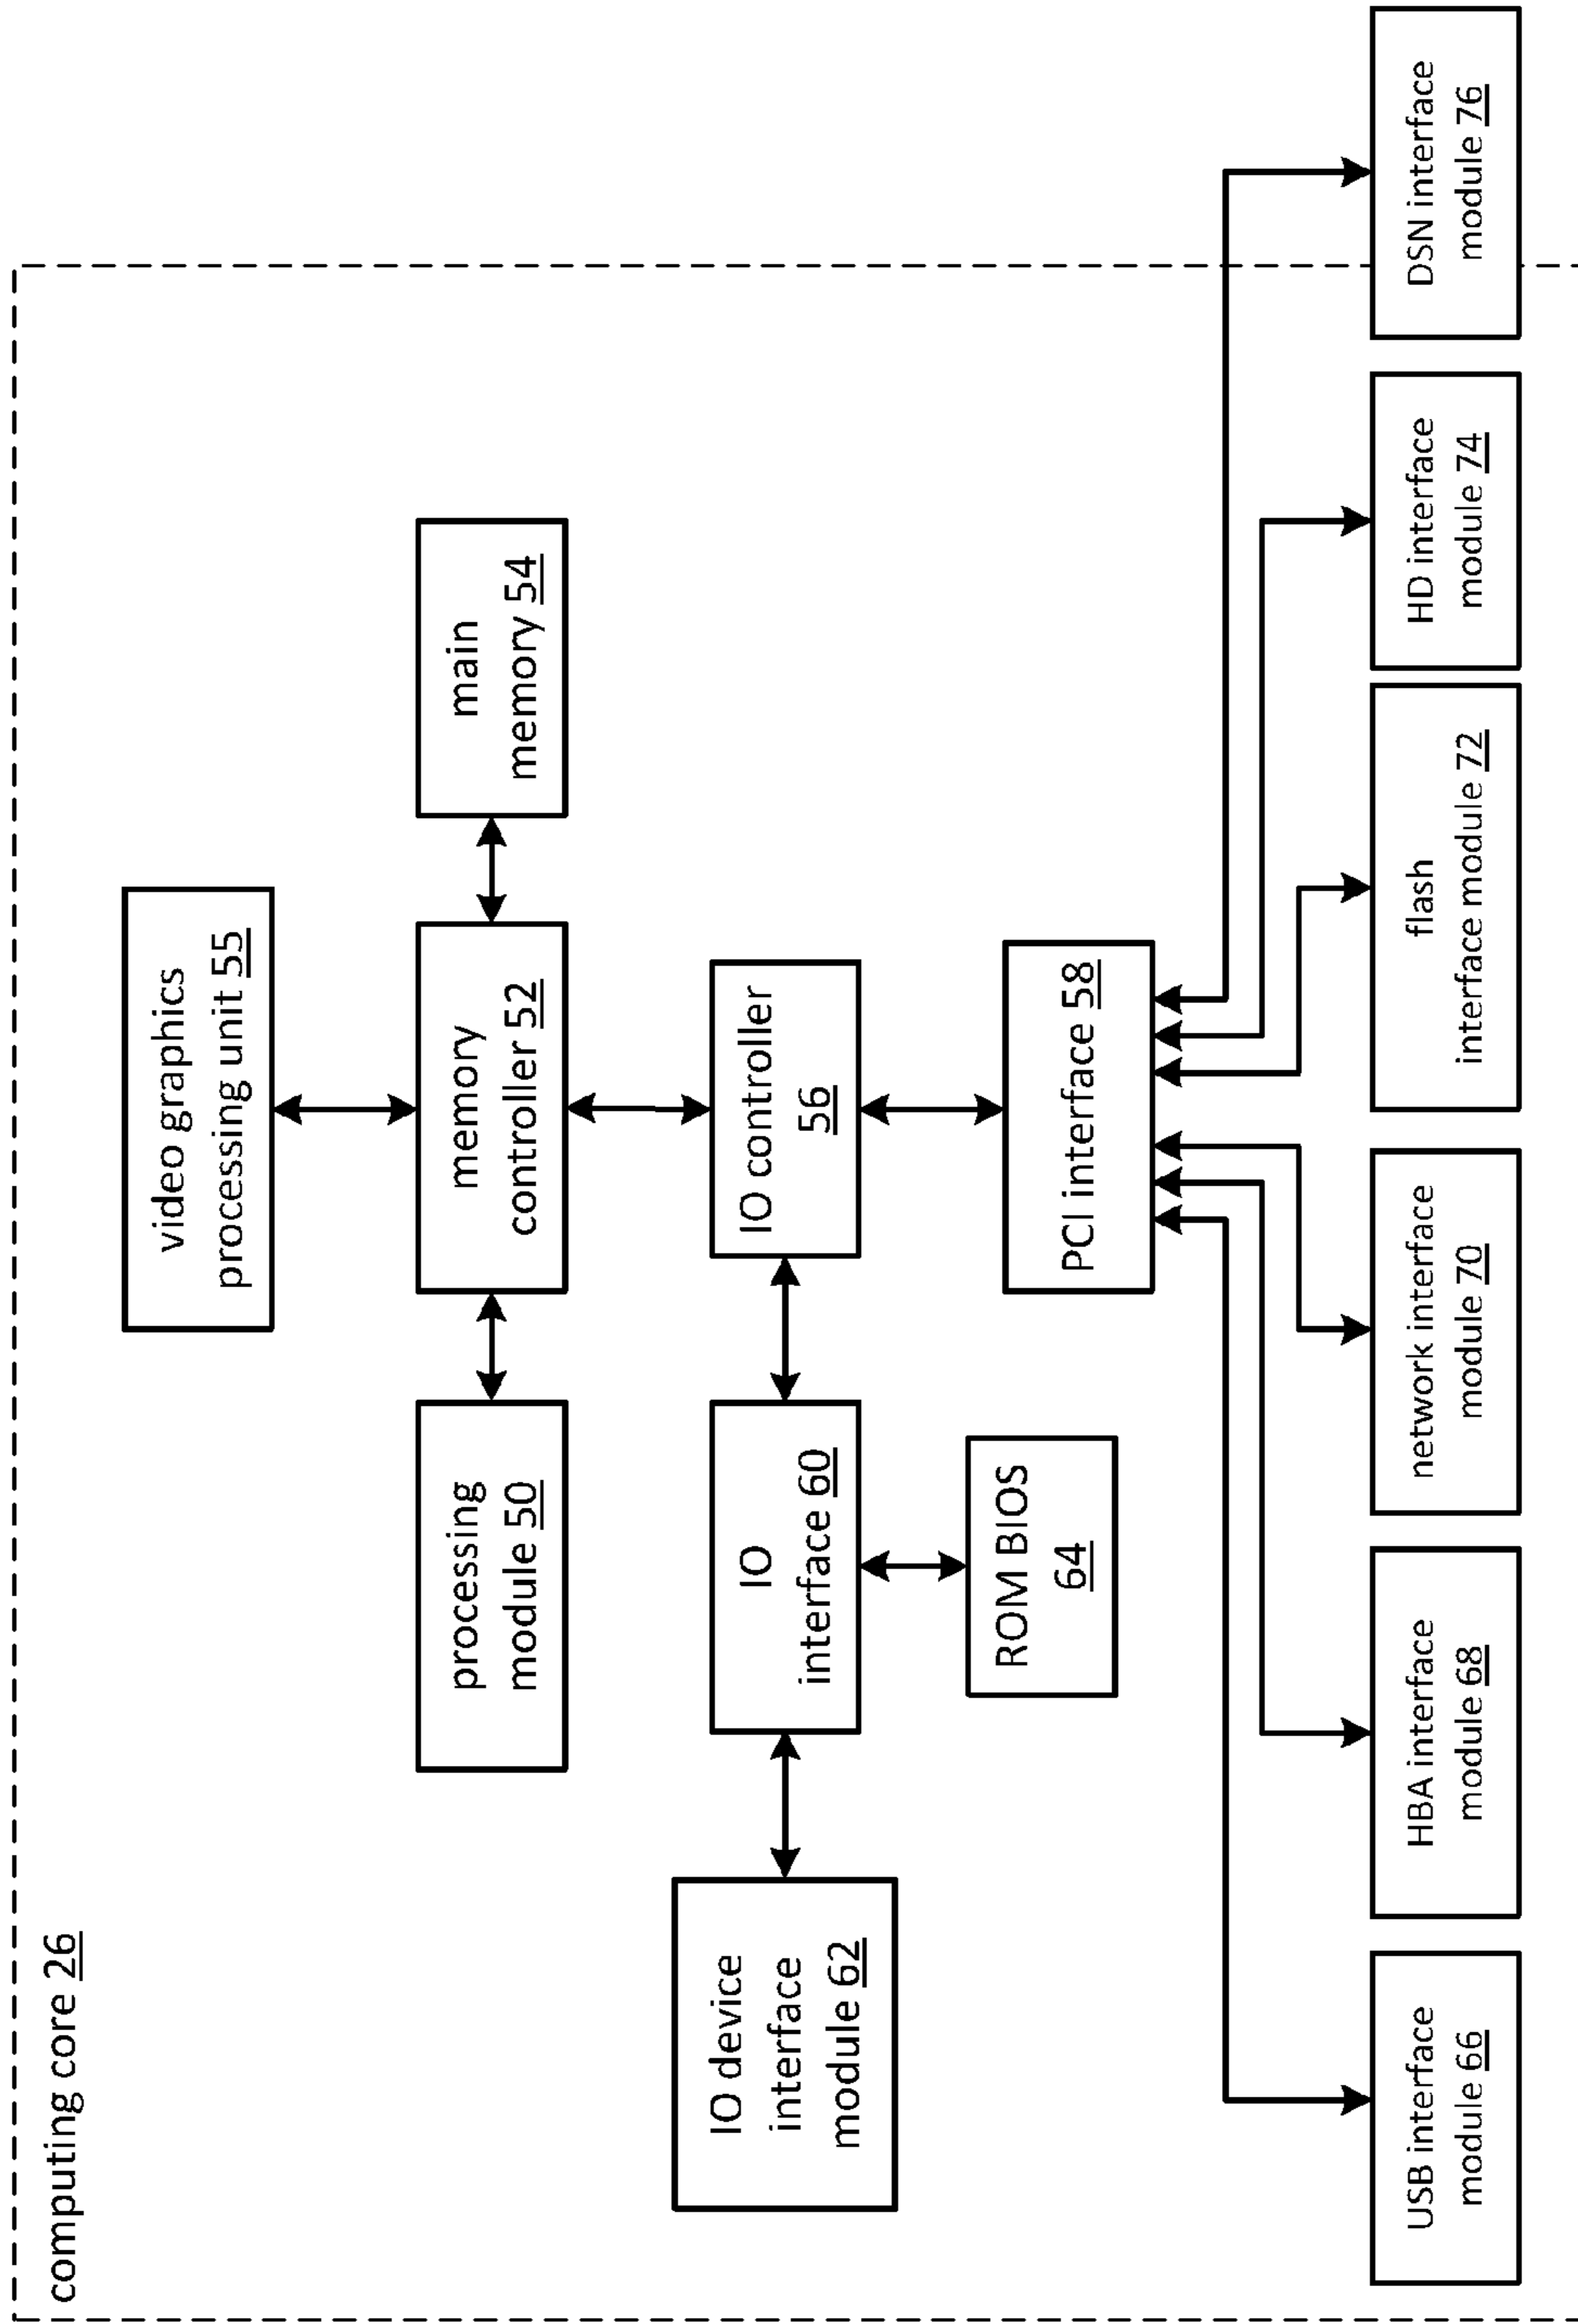 computing core 26
video graphics
processing unit 55
processing
module 50
memory
controller 52
main
memory 54
IO device
interface
module 62
IO
interface 60
IO controller
56
ROM BIOS
64
PCI interface 58
USB interface
module 66
HBA interface
module 68
network interface
module 70
flash
interface module 72
HD interface
module 74
DSN interface
module 76